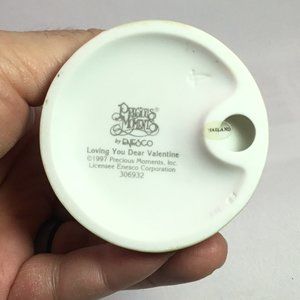 Precious
Moments
by ENESCO
Loving You Dear Valentine
©1997 Precious Moments, Inc.
Licensee Enesco Corporation
306932
THAILAND